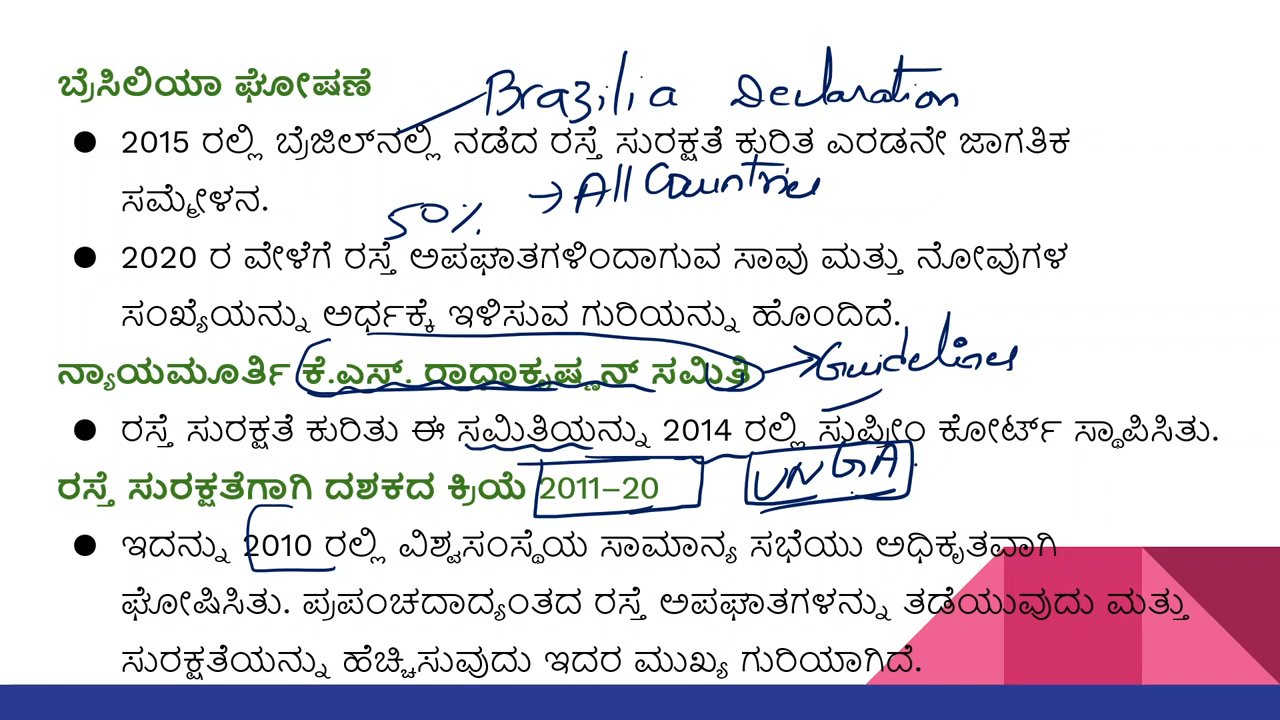 ಬ್ರೆಸಿಲಿಯಾ ಘೋಷಣೆ
Brazilia Declaration
● 2015 ರಲ್ಲಿ ಬ್ರೆಜಿಲ್‌ನಲ್ಲಿ ನಡೆದ ರಸ್ತೆ ಸುರಕ್ಷತೆ ಕುರಿತ ಎರಡನೇ ಜಾಗತಿಕ
ಸಮ್ಮೇಳನ.
→ All Countries
50%
● 2020 ರ ವೇಳೆಗೆ ರಸ್ತೆ ಅಪಘಾತಗಳಿಂದಾಗುವ ಸಾವು ಮತ್ತು ನೋವುಗಳ
ಸಂಖ್ಯೆಯನ್ನು ಅರ್ಧಕ್ಕೆ ಇಳಿಸುವ ಗುರಿಯನ್ನು ಹೊಂದಿದೆ.
ನ್ಯಾಯಮೂರ್ತಿ ಕೆ.ಎಸ್. ರಾದಾಕೃಷ್ಣನ್ ಸಮಿತಿ
Guidelines
● ರಸ್ತೆ ಸುರಕ್ಷತೆ ಕುರಿತು ಈ ಸಮಿತಿಯನ್ನು 2014 ರಲ್ಲಿ ಸುಪ್ರೀಂ ಕೋರ್ಟ್ ಸ್ಥಾಪಿಸಿತು.
ರಸ್ತೆ ಸುರಕ್ಷತೆಗಾಗಿ ದಶಕದ ಕ್ರಿಯೆ 2011–20
UNGA
● ಇದನ್ನು 2010 ರಲ್ಲಿ ವಿಶ್ವಸಂಸ್ಥೆಯ ಸಾಮಾನ್ಯ ಸಭೆಯು ಅಧಿಕೃತವಾಗಿ
ಘೋಷಿಸಿತು. ಪ್ರಪಂಚದಾದ್ಯಂತದ ರಸ್ತೆ ಅಪಘಾತಗಳನ್ನು ತಡೆಯುವುದು ಮತ್ತು
ಸುರಕ್ಷತೆಯನ್ನು ಹೆಚ್ಚಿಸುವುದು ಇದರ ಮುಖ್ಯ ಗುರಿಯಾಗಿದೆ.